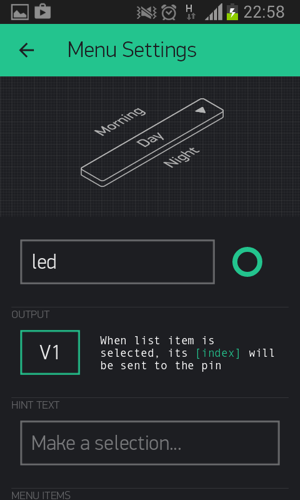 H 22:58
Menu Settings
Morning
Day
Night
led
OUTPUT
V1
When list item is
selected, its [index] will
be sent to the pin
HINT TEXT
Make a selection...
MENU ITEMS